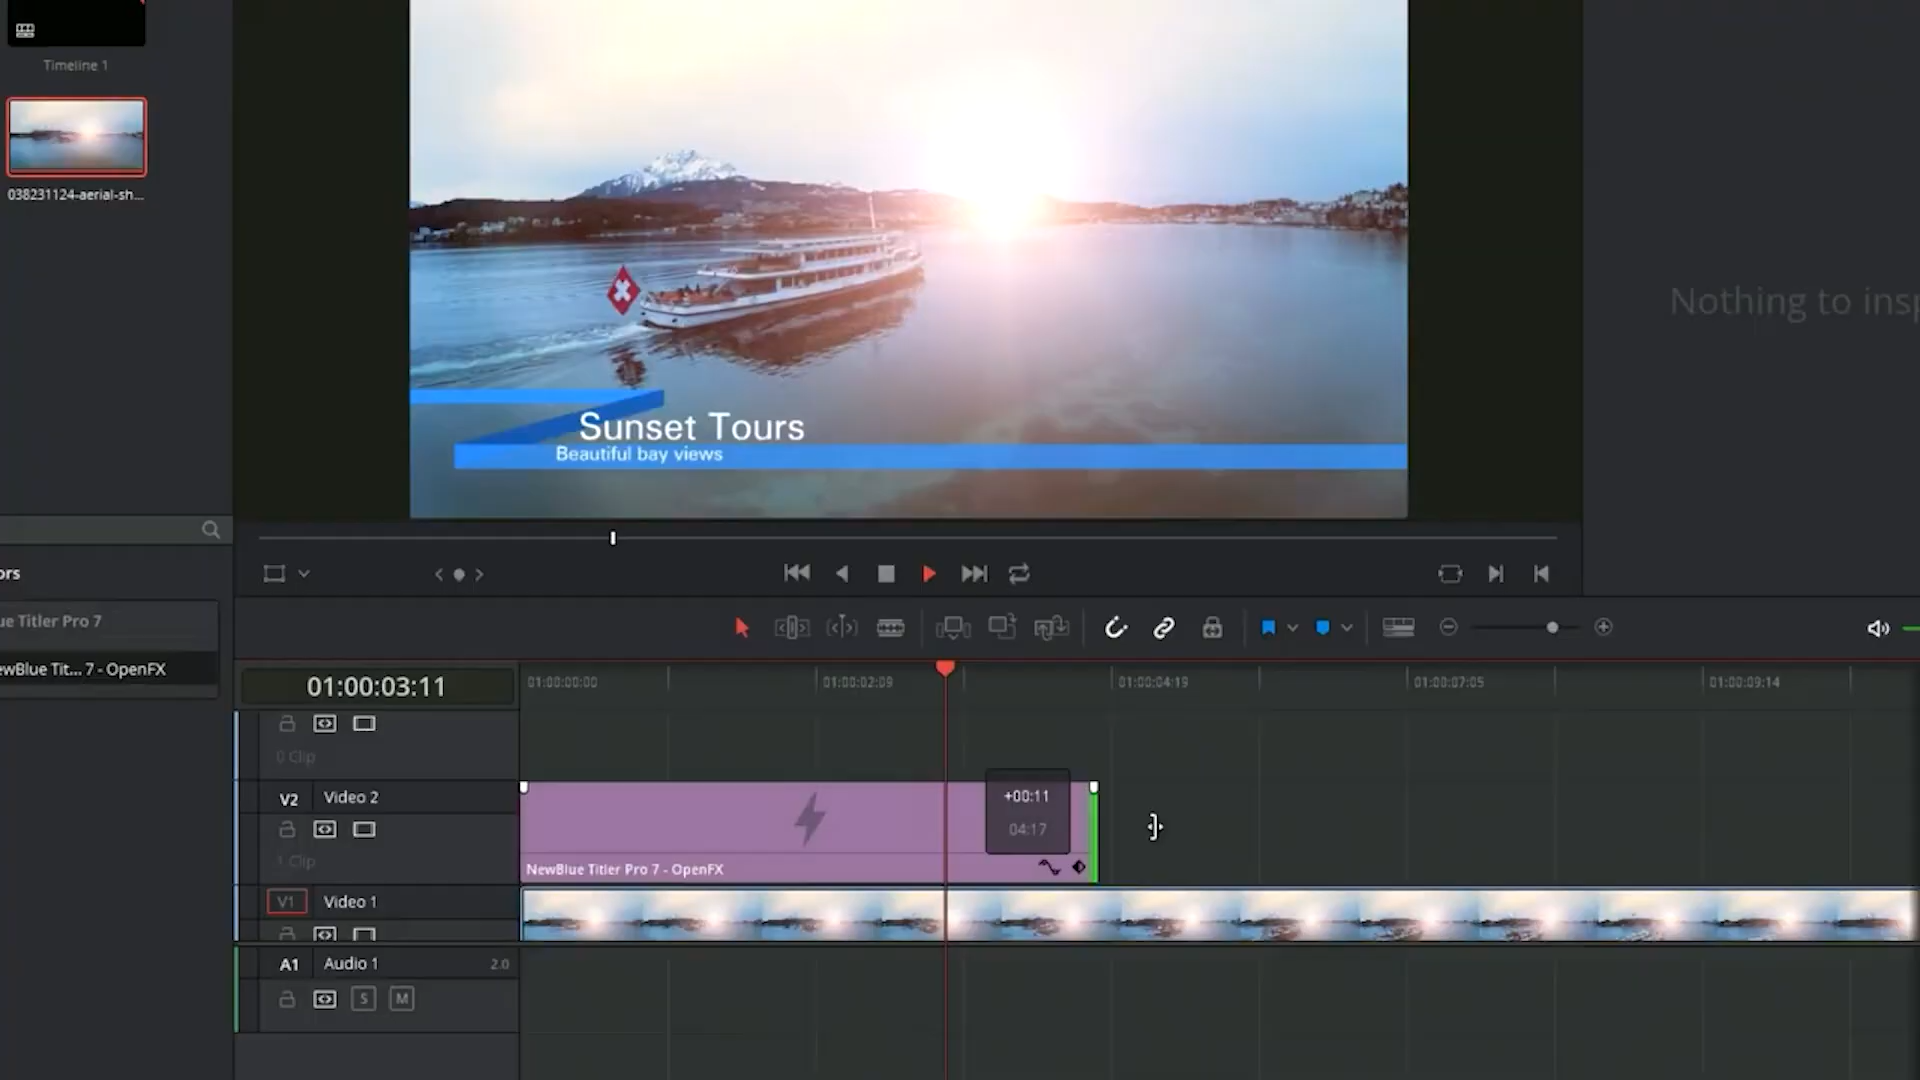 Timeline 1
038231124-aerial-sh...
Nothing to insp
Sunset Tours
Beautiful bay views
ors
ue Titler Pro 7
ewBlue Tit... 7 - OpenFX
01:00:03:11
01:00:00:00
01:00:02:09
01:00:04:19
01:00:07:05
01:00:09:14
0 Clip
V2 Video 2
+00:11
04:17
1 Clip
NewBlue Titler Pro 7 - OpenFX
V1 Video 1
A1 Audio 1 2.0
S M